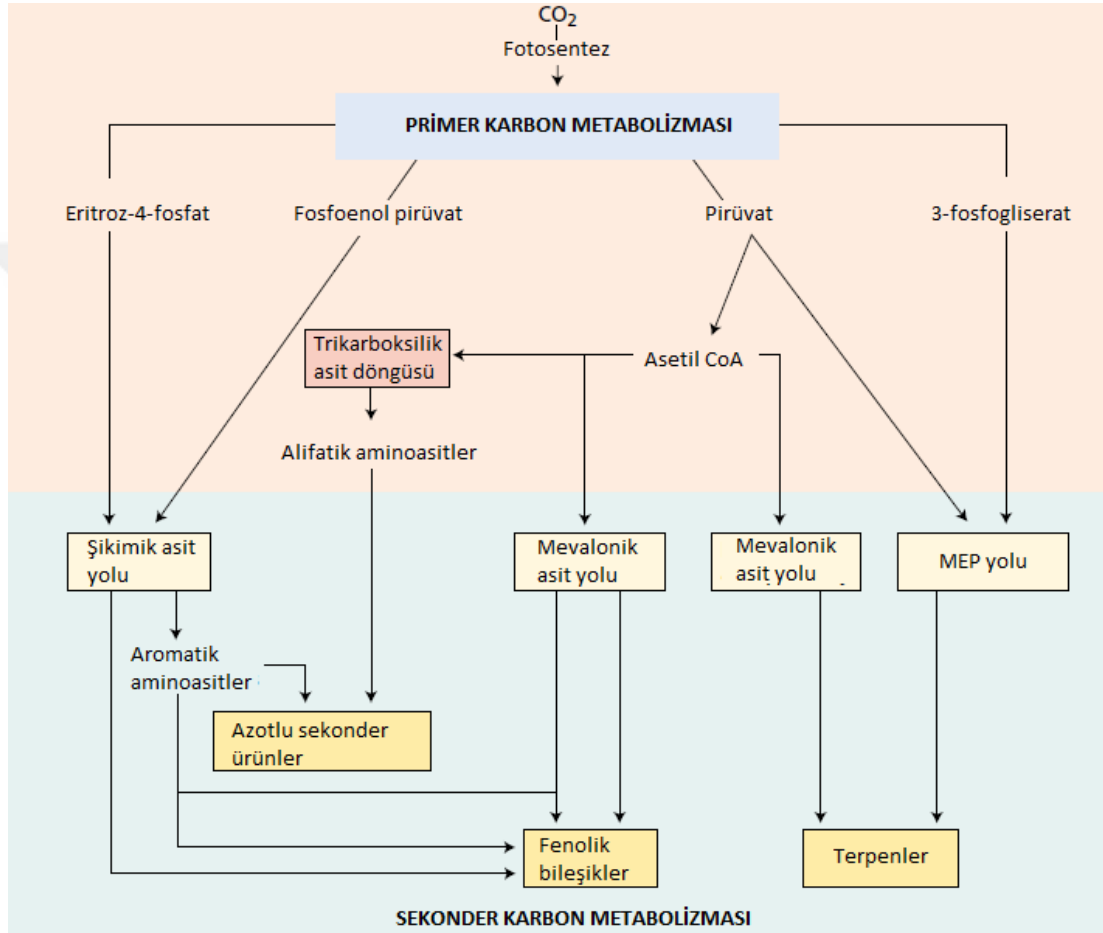 CO2
Fotosentez
PRİMER KARBON METABOLİZMASI
Eritroz-4-fosfat
Fosfoenol pirüvat
Pirüvat
3-fosfogliserat
Trikarboksilik
asit döngüsü
Asetil CoA
Alifatik aminoasitler
Şikimik asit
yolu
Mevalonik
asit yolu
Mevalonik
asit yolu
MEP yolu
Aromatik
aminoasitler
Azotlu sekonder
ürünler
Fenolik
bileşikler
Terpenler
SEKONDER KARBON METABOLİZMASI